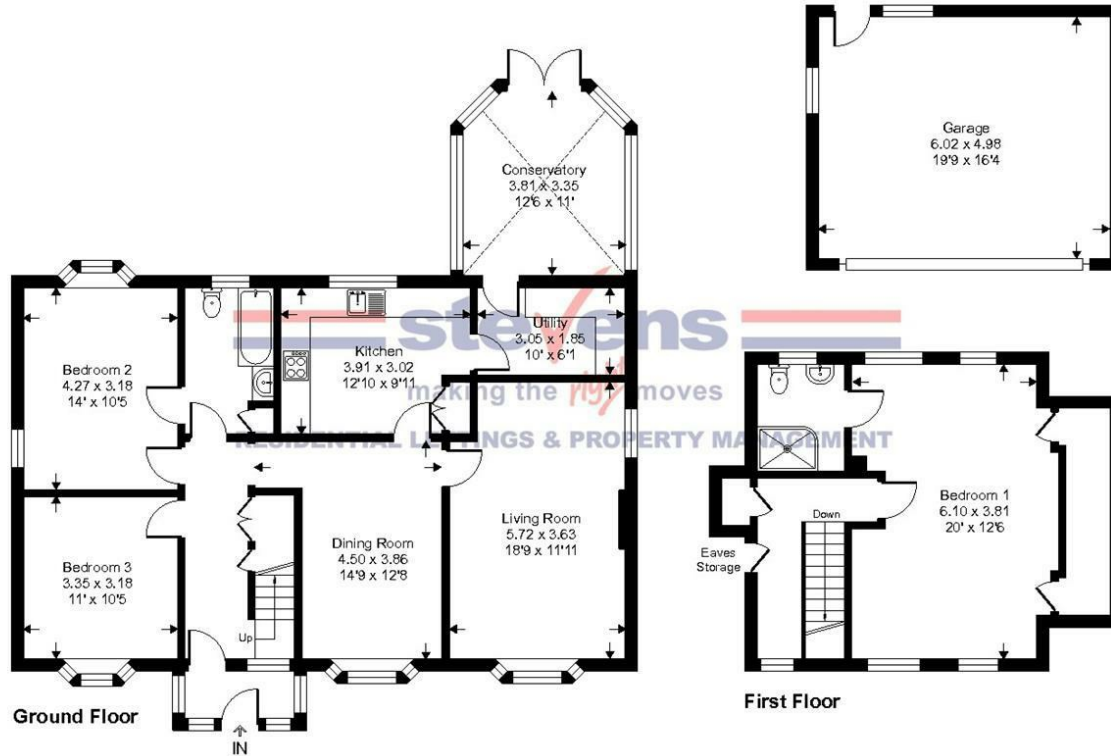 Garage
6.02 x 4.98
19'9 x 16'4
Conservatory
3.81 x 3.35
12'6 x 11'
Utility
3.05 x 1.85
10' x 6'1
Kitchen
3.91 x 3.02
12'10 x 9'11
Bedroom 2
4.27 x 3.18
14' x 10'5
stevens
making the right moves
RESIDENTIAL LETTINGS & PROPERTY MANAGEMENT
Bedroom 3
3.35 x 3.18
11' x 10'5
Dining Room
4.50 x 3.86
14'9 x 12'8
Living Room
5.72 x 3.63
18'9 x 11'11
Up
IN
Ground Floor
Bedroom 1
6.10 x 3.81
20' x 12'6
Down
Eaves
Storage
First Floor